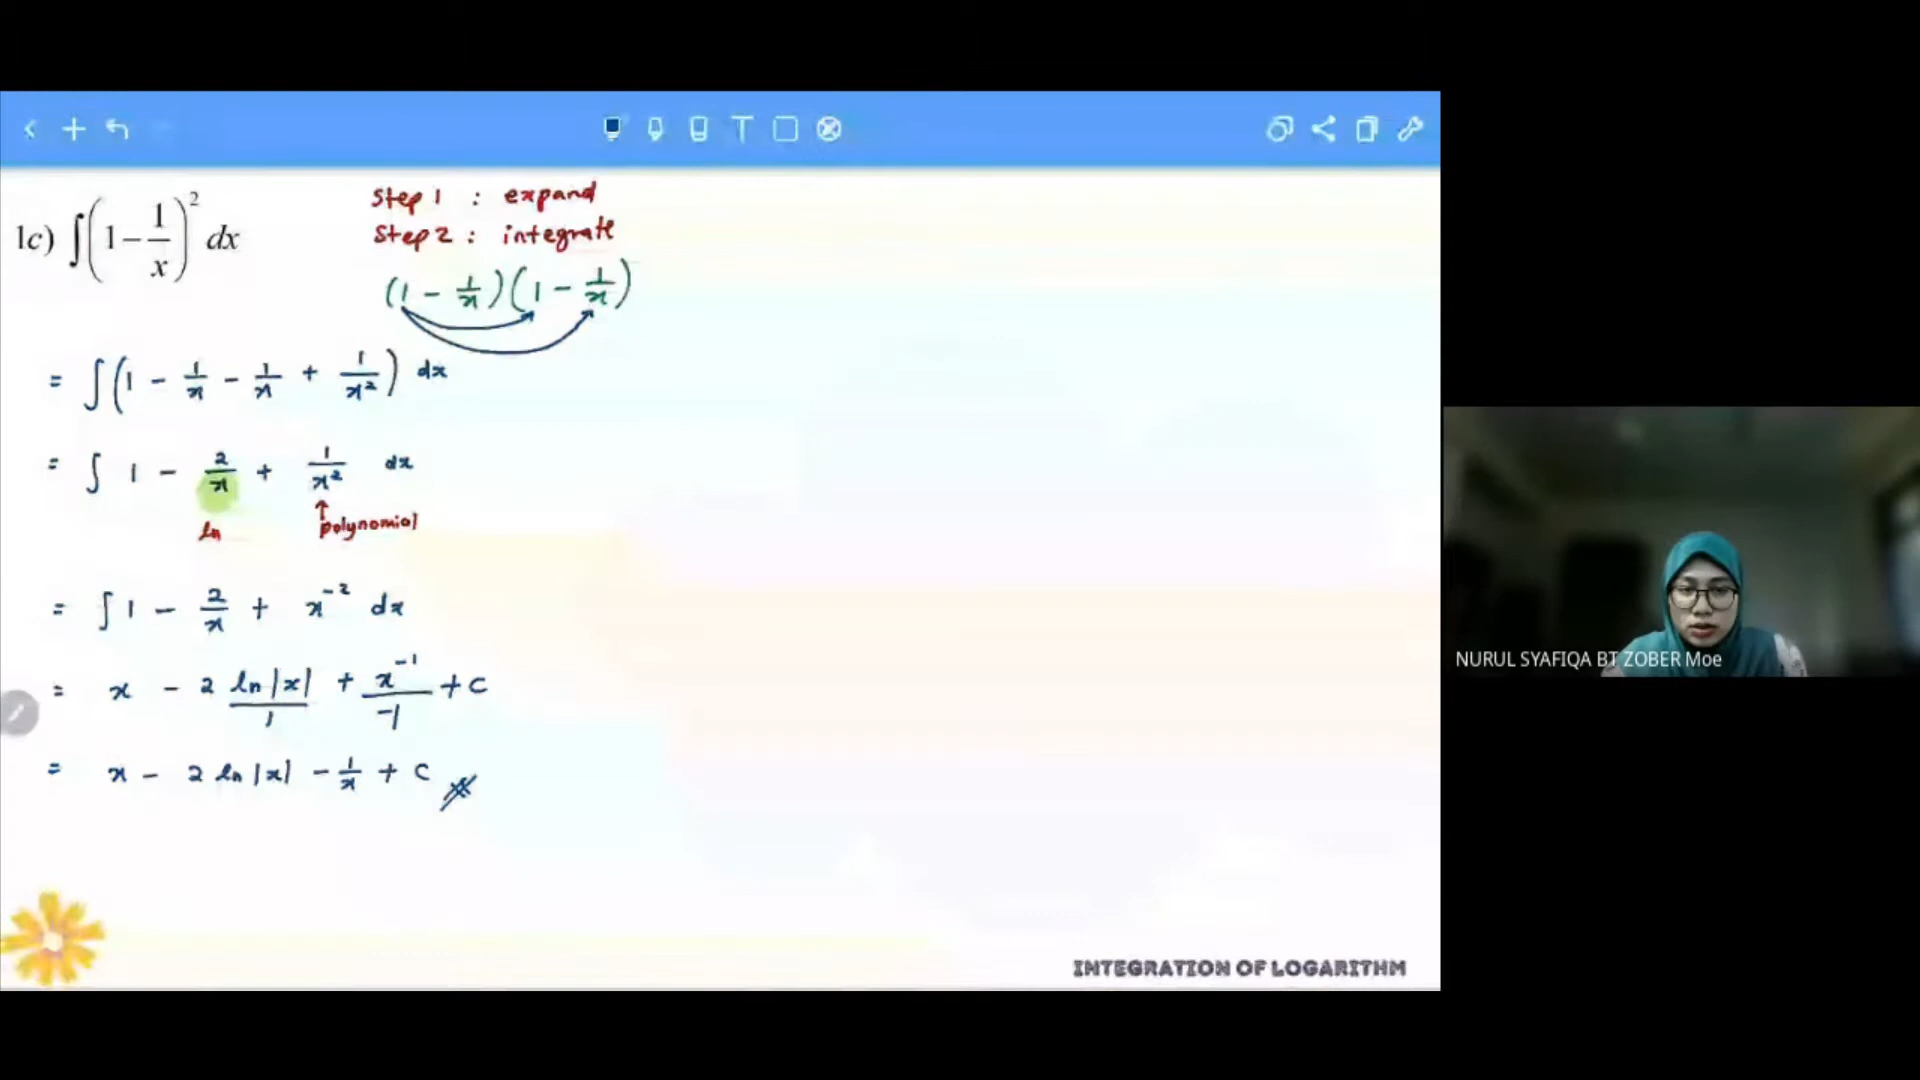 1c) ∫(1 − 1/x)² dx
Step 1 : expand
Step 2 : integrate
(1 − 1/x)(1 − 1/x)
= ∫(1 − 1/x − 1/x + 1/x²) dx
= ∫ 1 − 2/x + 1/x² dx
ln ↑ polynomial
= ∫ 1 − 2/x + x⁻² dx
= x − 2 ln|x|/1 + x⁻¹/−1 + c
= x − 2 ln|x| − 1/x + c
INTEGRATION OF LOGARITHM
NURUL SYAFIQA BT ZOBER Moe